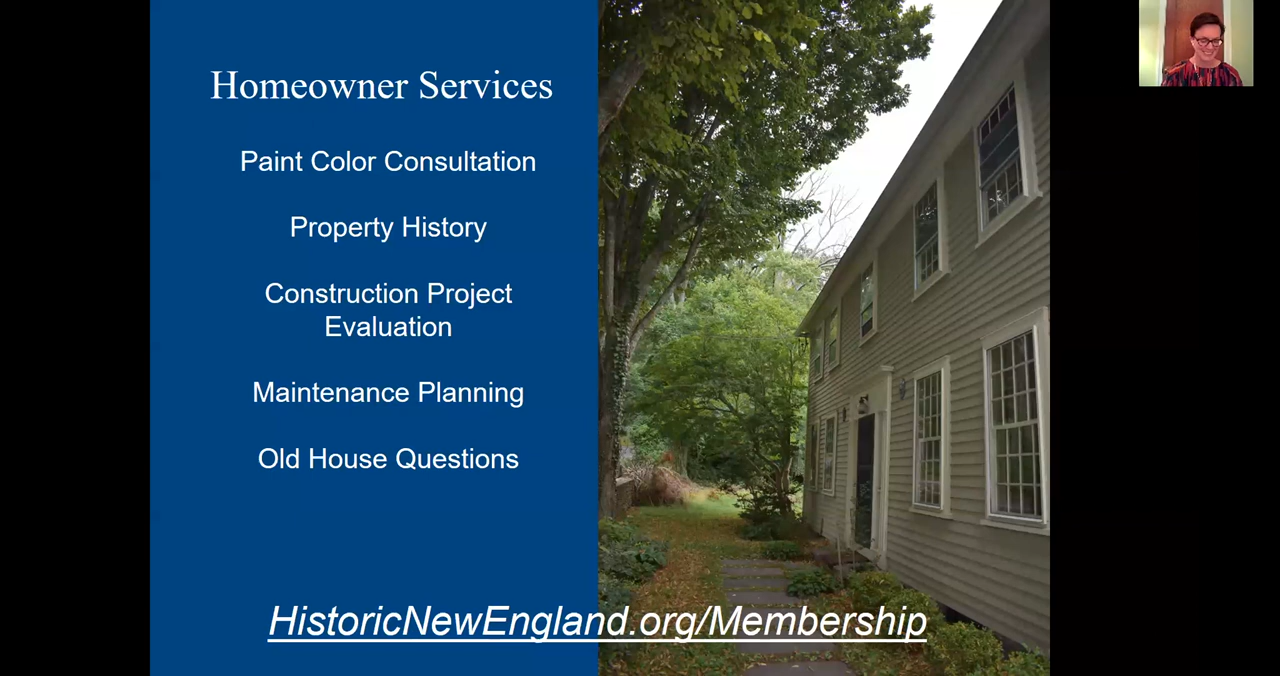 Homeowner Services
Paint Color Consultation
Property History
Construction Project
Evaluation
Maintenance Planning
Old House Questions
HistoricNewEngland.org/Membership